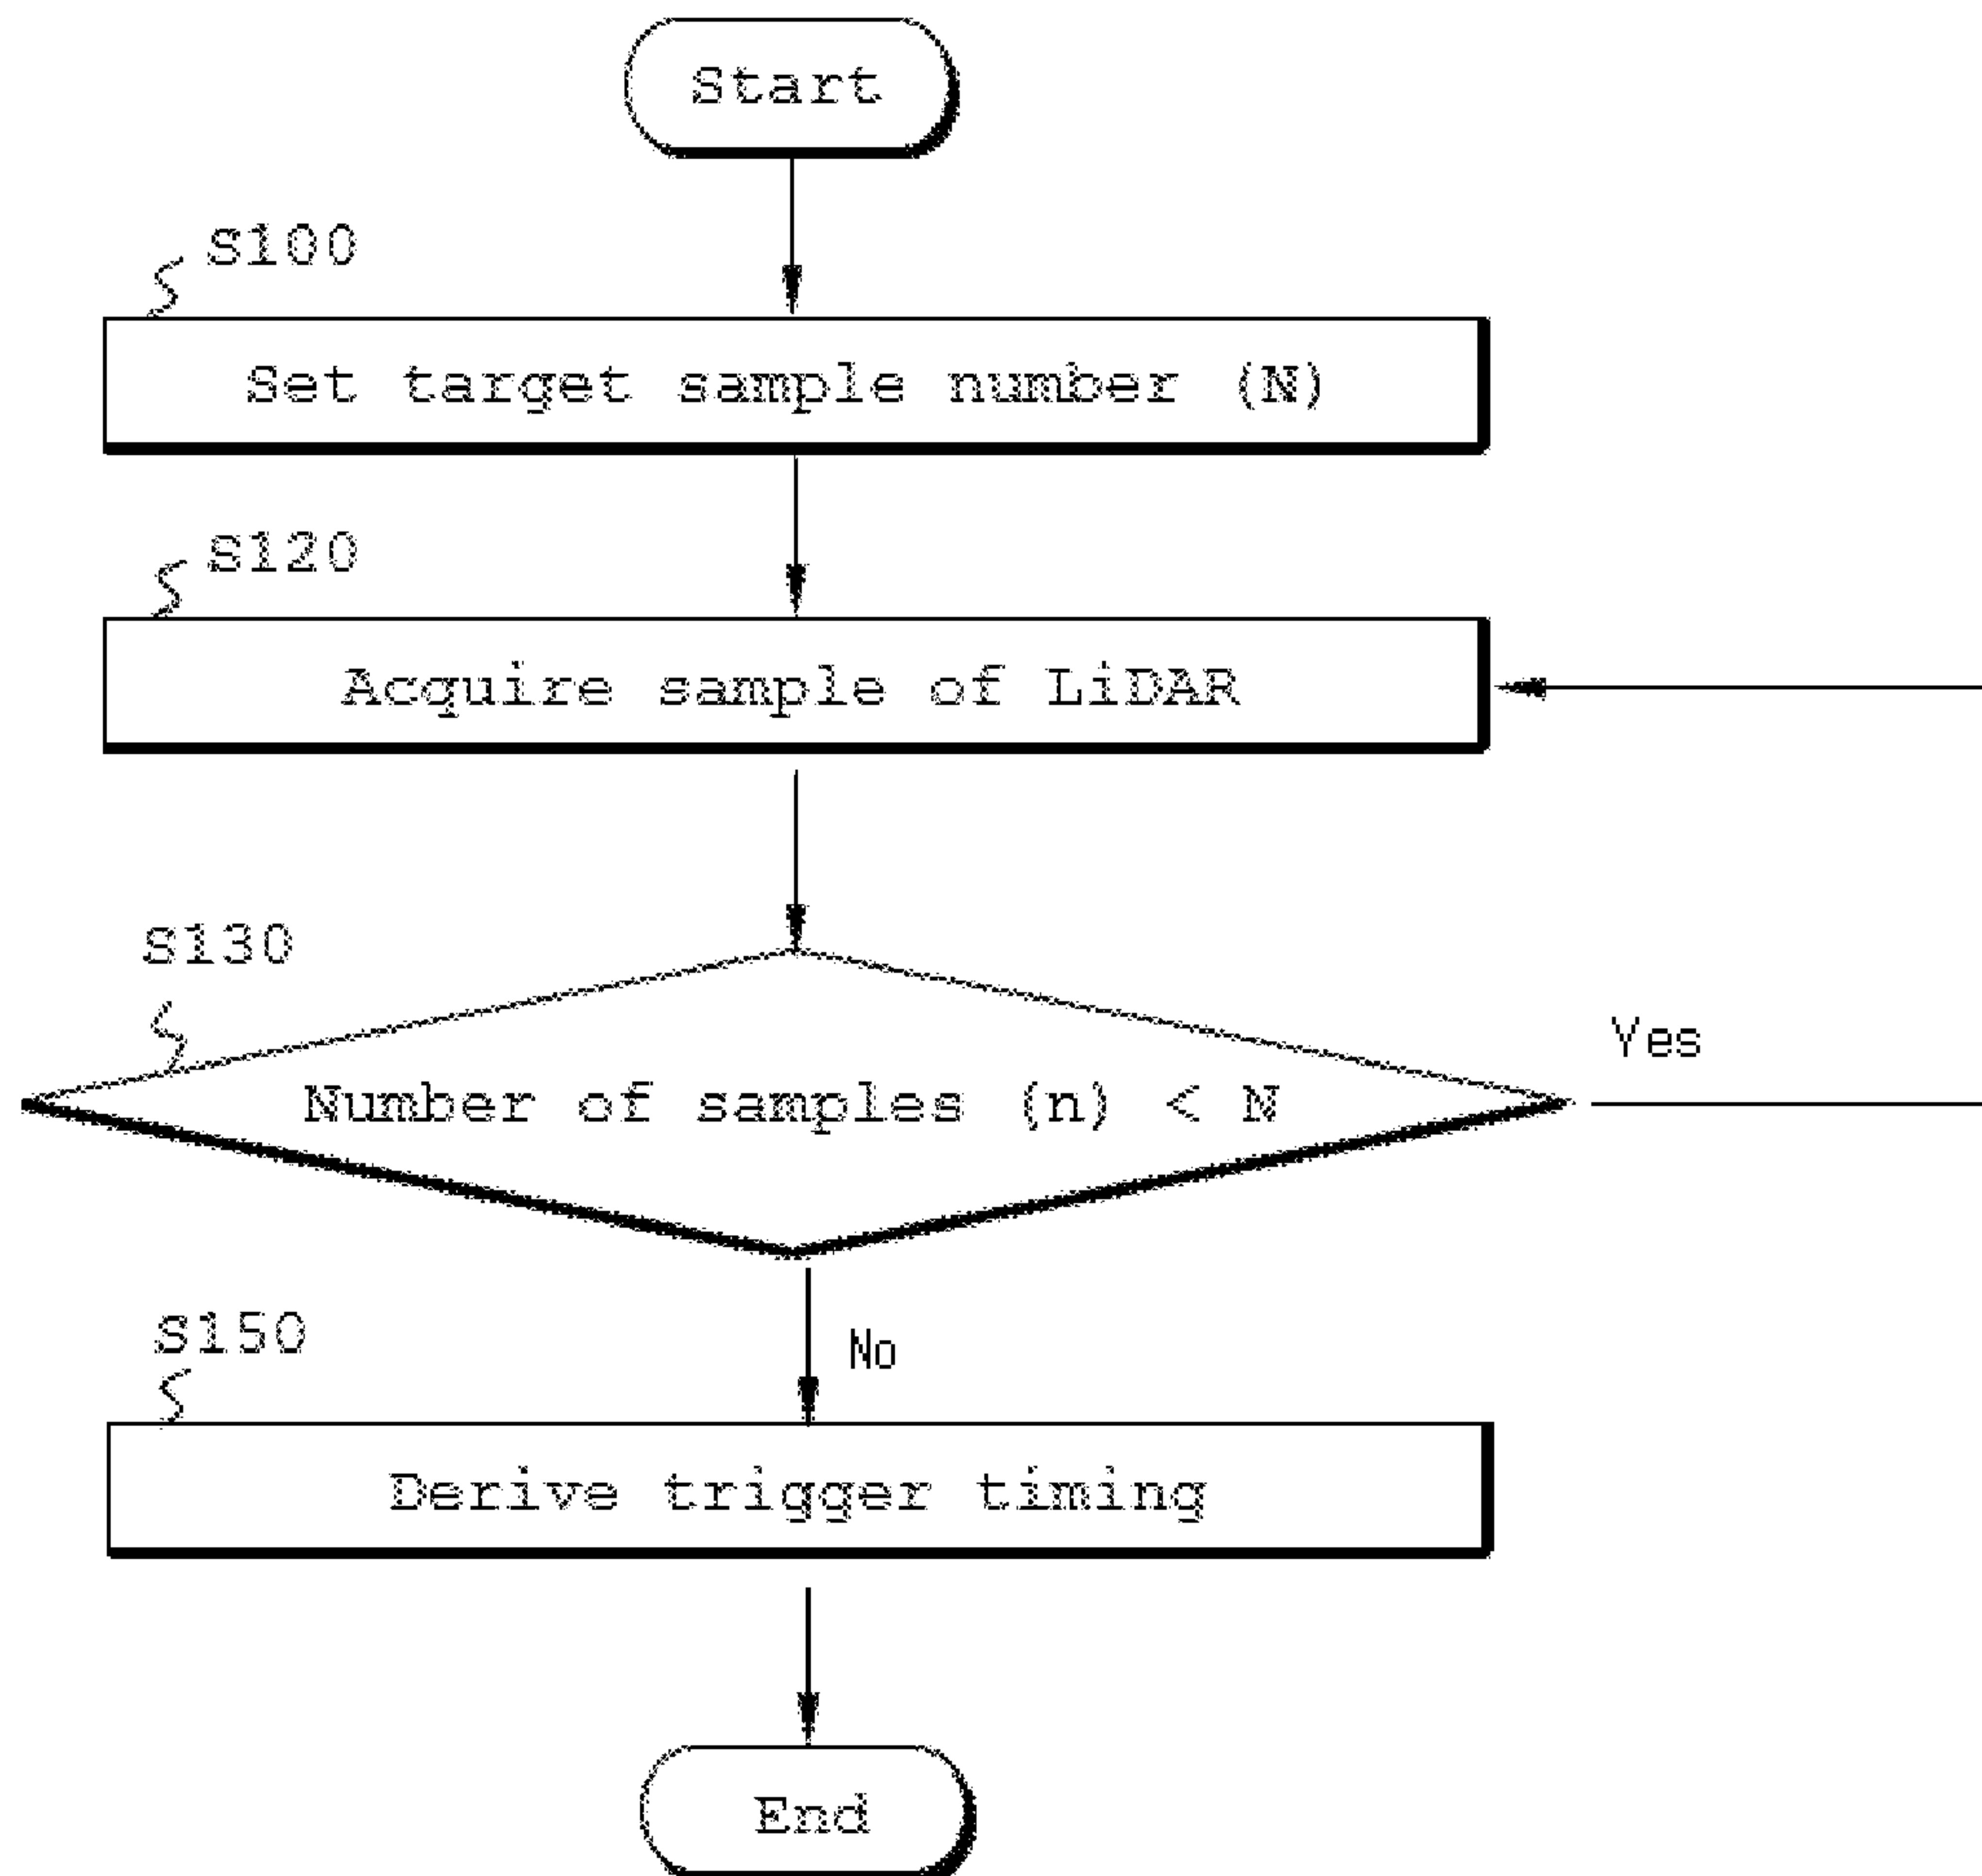 Start
S100
Set target sample number (N)
S120
Acquire sample of LiDAR
S130
Number of samples (n) < N
Yes
No
S150
Derive trigger timing
End